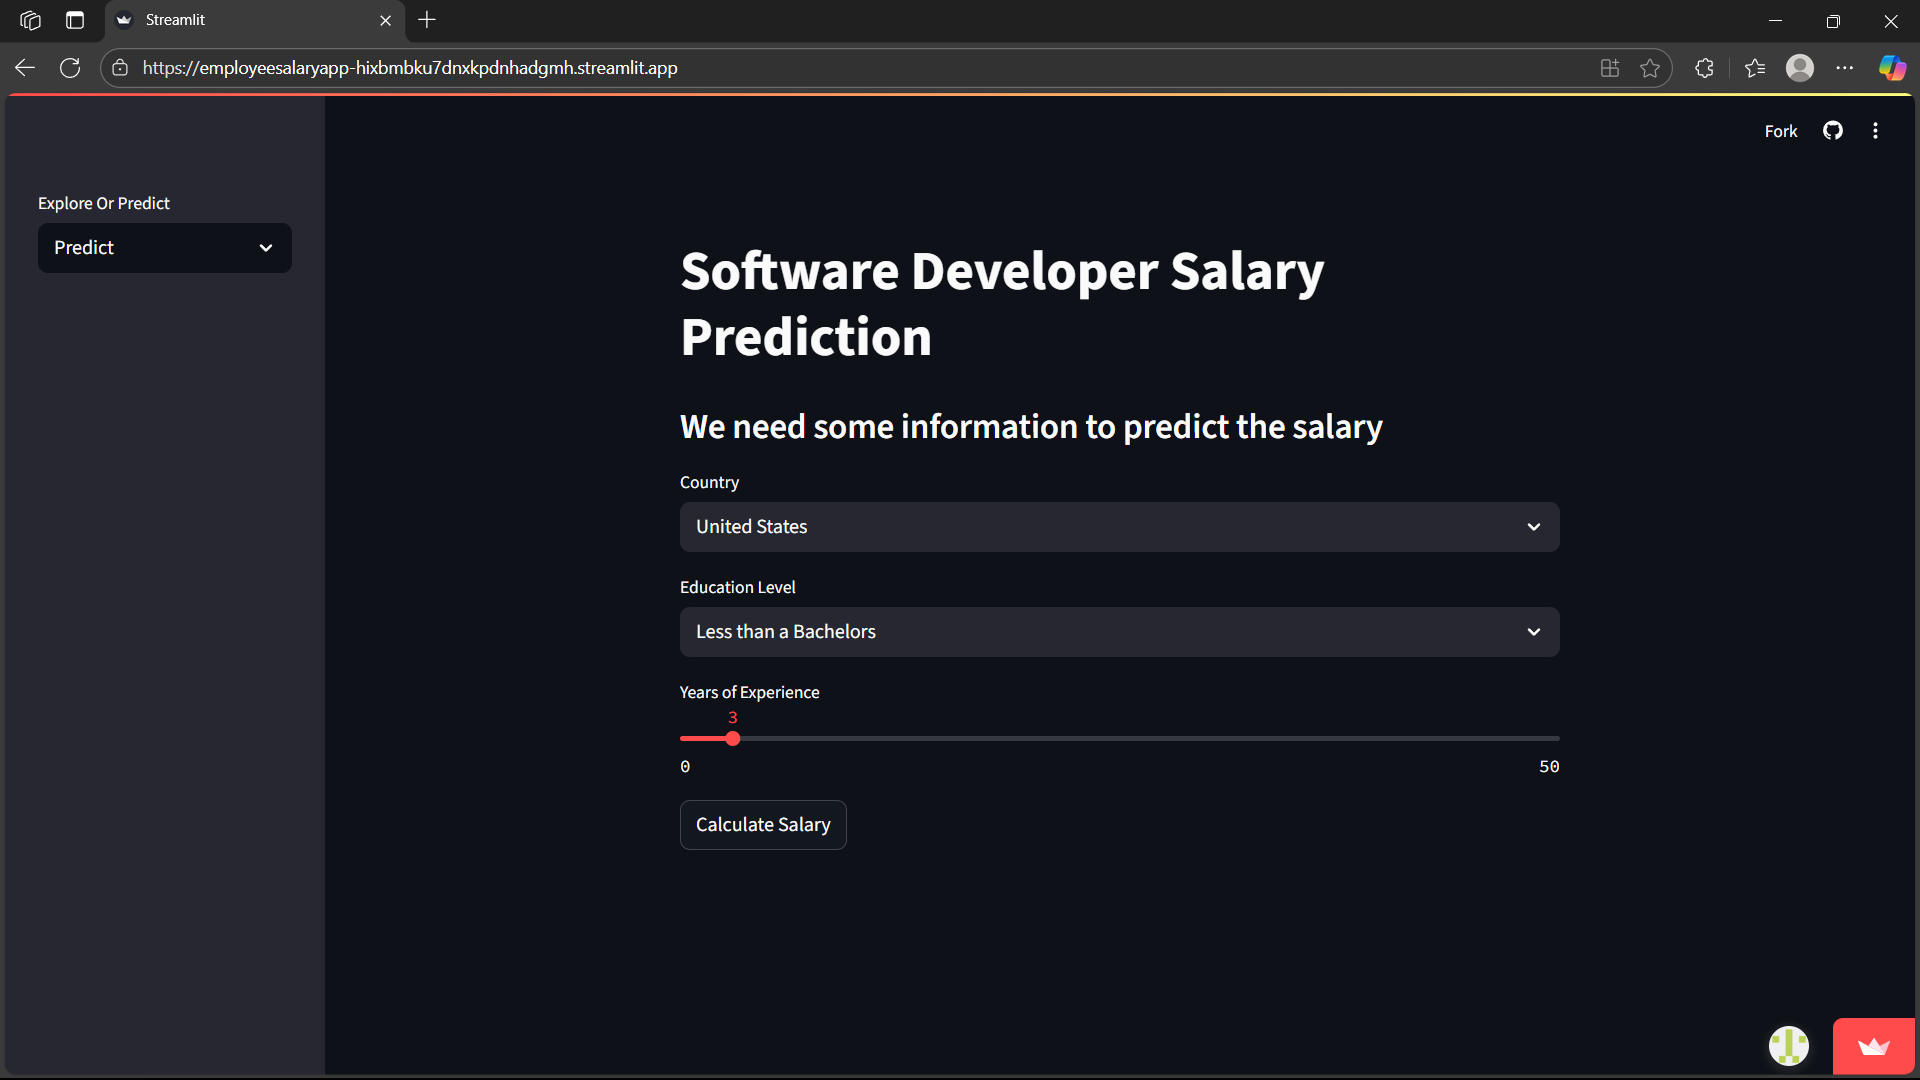 Streamlit
https://employeesalaryapp-hixbmbku7dnxkpdnhadgmh.streamlit.app
Fork
Explore Or Predict
Predict
Software Developer Salary
Prediction
We need some information to predict the salary
Country
United States
Education Level
Less than a Bachelors
Years of Experience
3
0
50
Calculate Salary